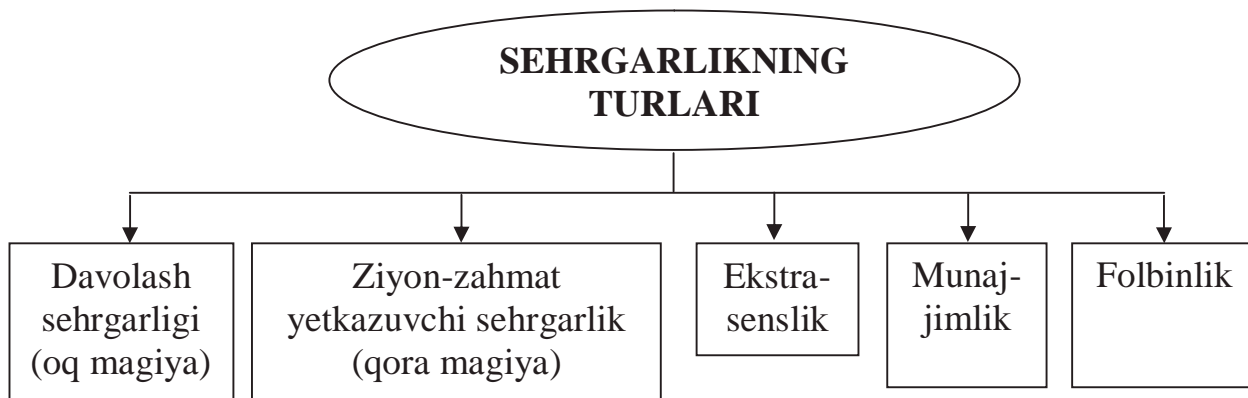 SEHRGARLIKNING
TURLARI
Davolash
sehrgarligi
(oq magiya)
Ziyon-zahmat
yetkazuvchi sehrgarlik
(qora magiya)
Ekstra-
senslik
Munaj-
jimlik
Folbinlik